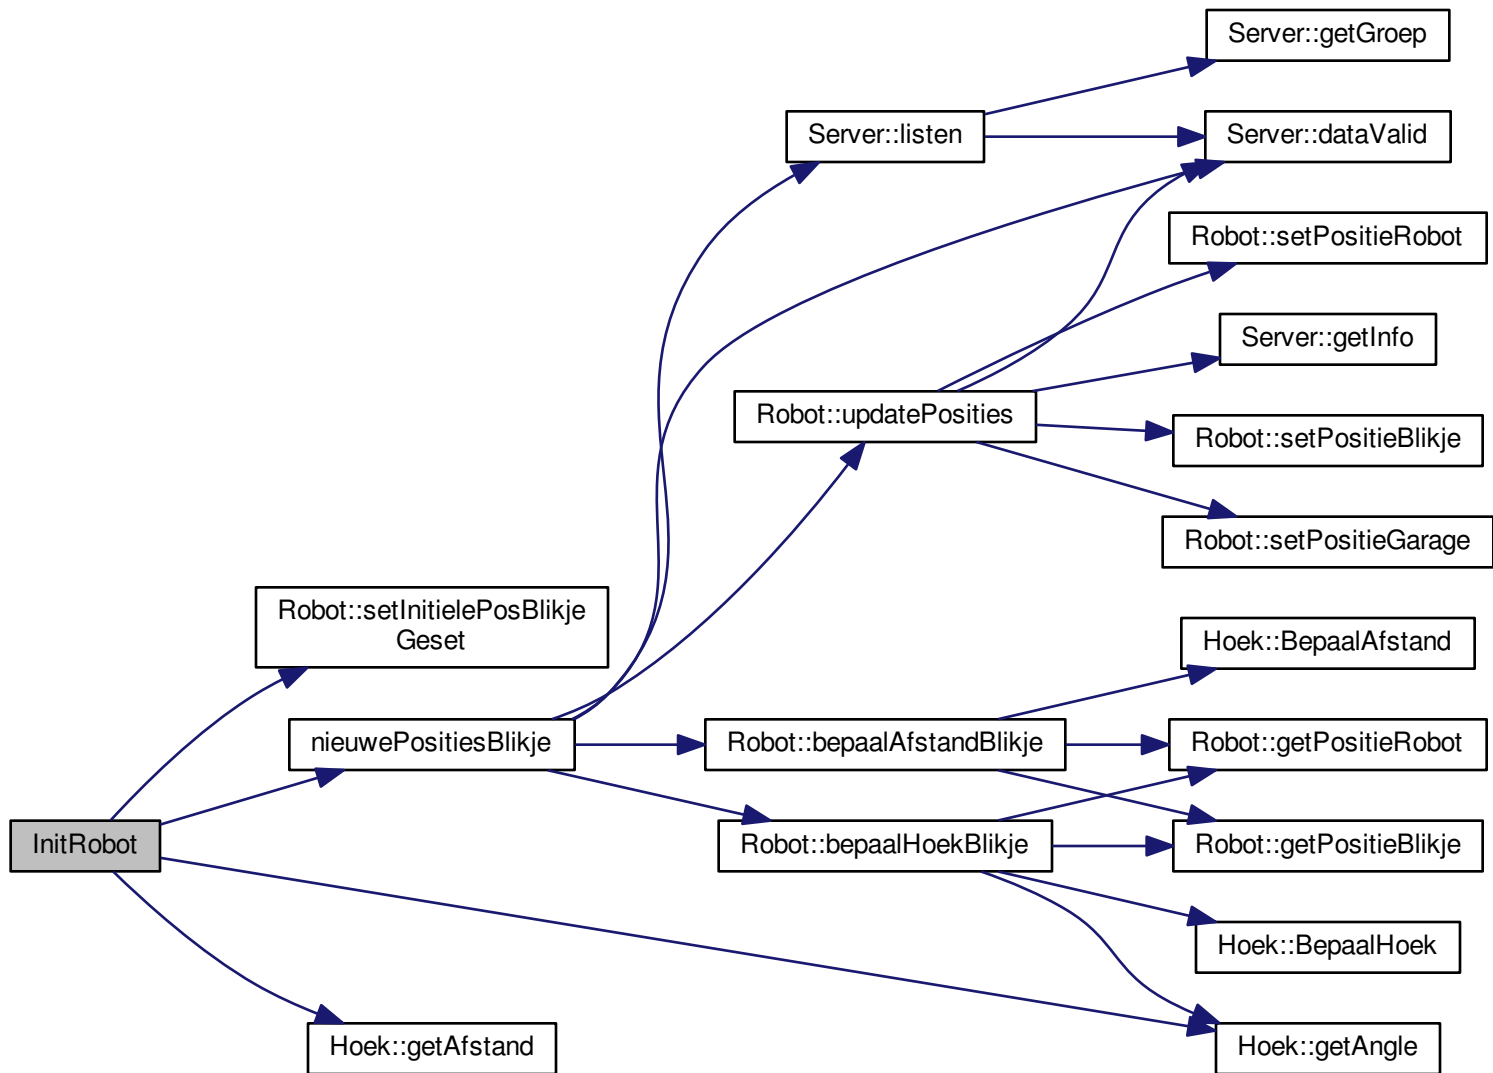 Server::getGroep
Server::listen
Server::dataValid
Robot::setPositieRobot
Server::getInfo
Robot::updatePosities
Robot::setPositieBlikje
Robot::setPositieGarage
Robot::setInitielePosBlikje
Geset
Hoek::BepaalAfstand
nieuwePositiesBlikje
Robot::bepaalAfstandBlikje
Robot::getPositieRobot
InitRobot
Robot::bepaalHoekBlikje
Robot::getPositieBlikje
Hoek::BepaalHoek
Hoek::getAfstand
Hoek::getAngle